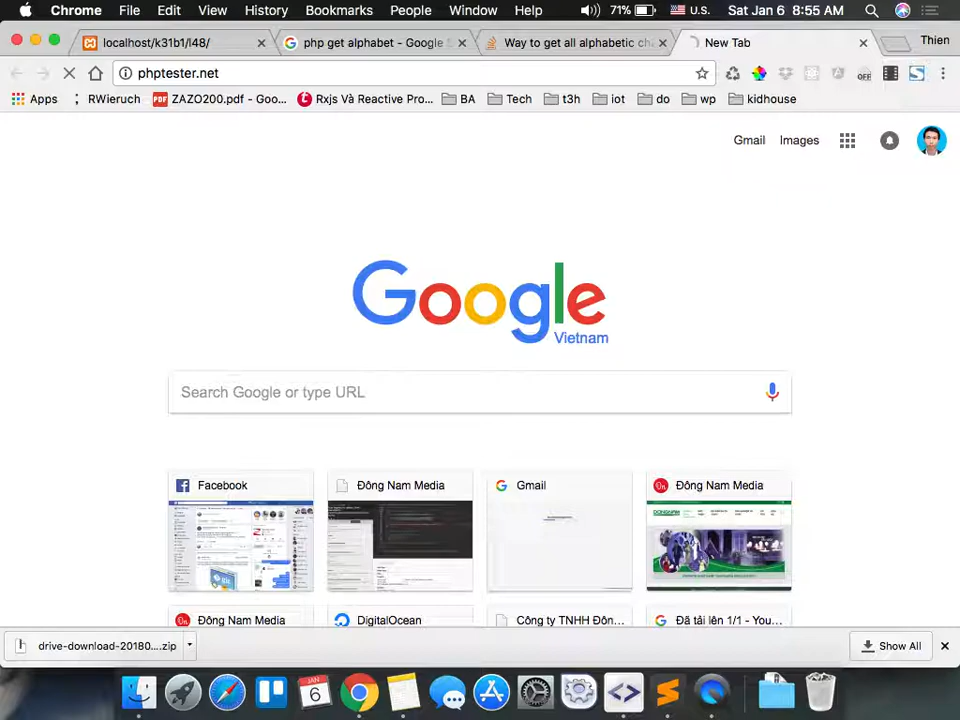 Chrome File Edit View History Bookmarks People Window Help 71% U.S. Sat Jan 6 8:55 AM
localhost/k31b1/l48/ php get alphabet - Google S Way to get all alphabetic cha New Tab Thien
phptester.net OFF
Apps RWieruch ZAZO200.pdf - Goo... Rxjs Và Reactive Pro... BA Tech t3h iot do wp kidhouse
Gmail Images
Google
Vietnam
Search Google or type URL
Facebook Đông Nam Media Gmail Đông Nam Media
Đông Nam Media DigitalOcean Công ty TNHH Đôn... Đã tải lên 1/1 - You...
drive-download-20180....zip Show All
JAN
6